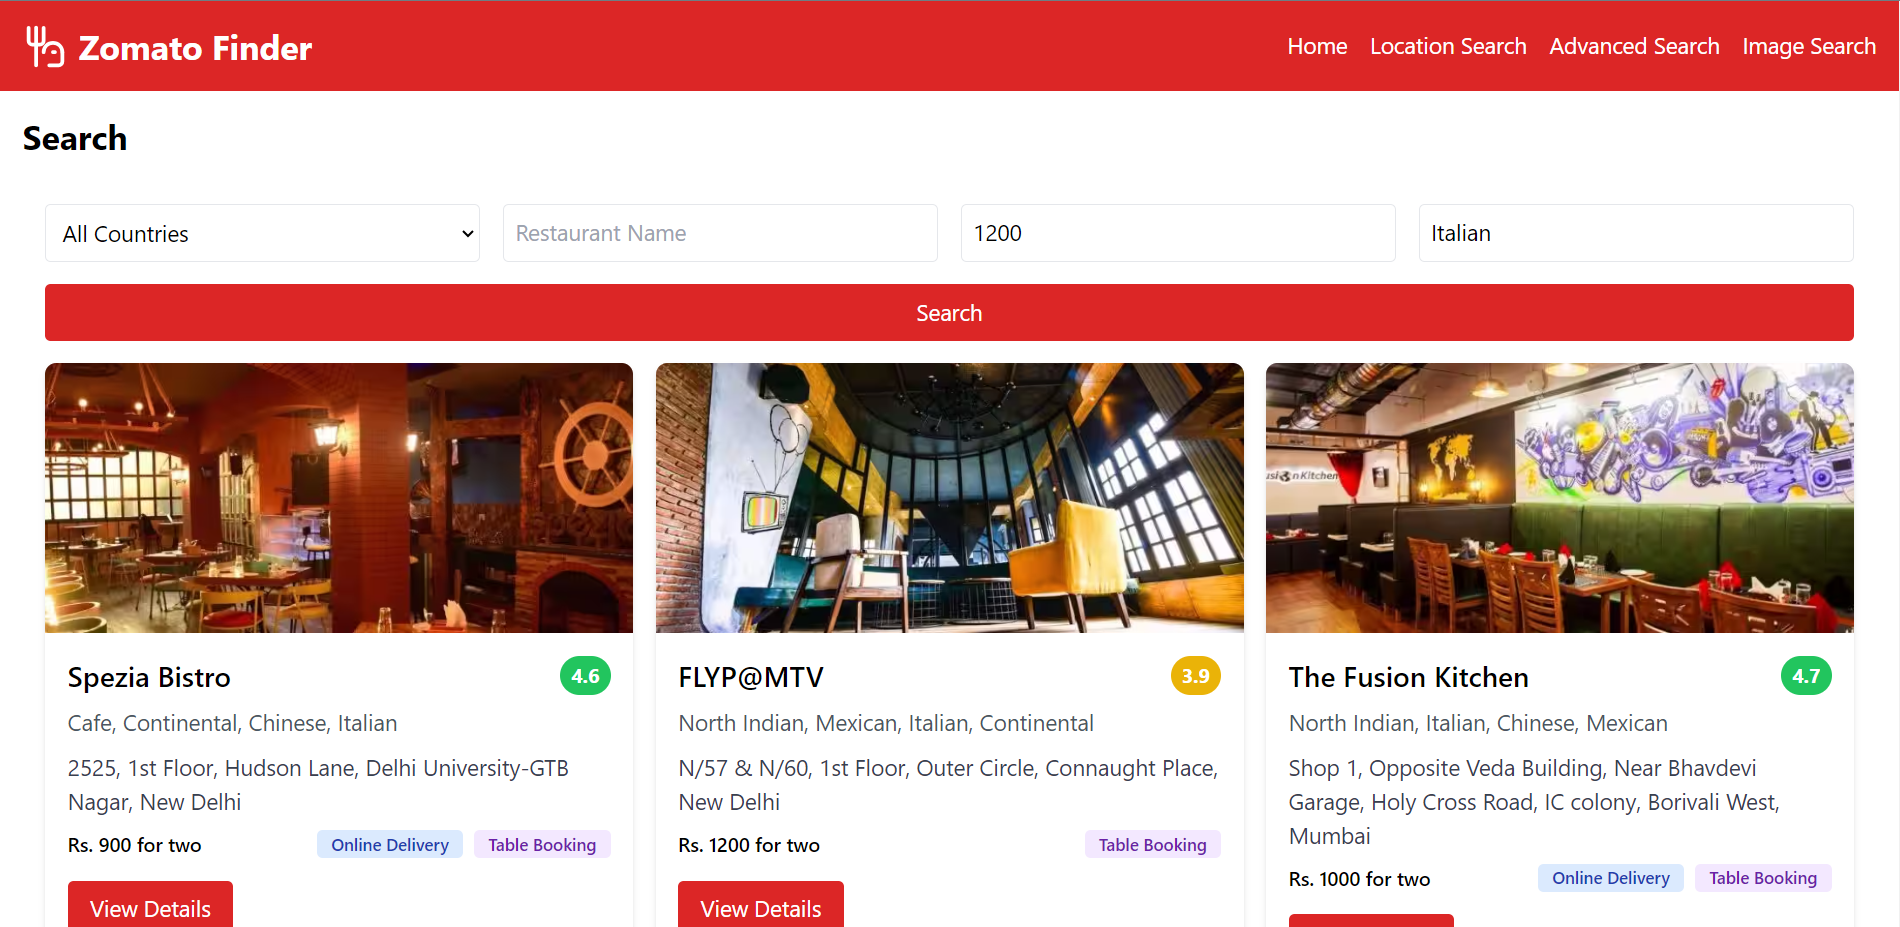 Zomato Finder
Home Location Search Advanced Search Image Search
Search
All Countries
Restaurant Name
1200
Italian
Search
Spezia Bistro
4.6
Cafe, Continental, Chinese, Italian
2525, 1st Floor, Hudson Lane, Delhi University-GTB
Nagar, New Delhi
Rs. 900 for two
Online Delivery
Table Booking
View Details
FLYP@MTV
3.9
North Indian, Mexican, Italian, Continental
N/57 & N/60, 1st Floor, Outer Circle, Connaught Place,
New Delhi
Rs. 1200 for two
Table Booking
View Details
The Fusion Kitchen
4.7
North Indian, Italian, Chinese, Mexican
Shop 1, Opposite Veda Building, Near Bhavdevi
Garage, Holy Cross Road, IC colony, Borivali West,
Mumbai
Rs. 1000 for two
Online Delivery
Table Booking